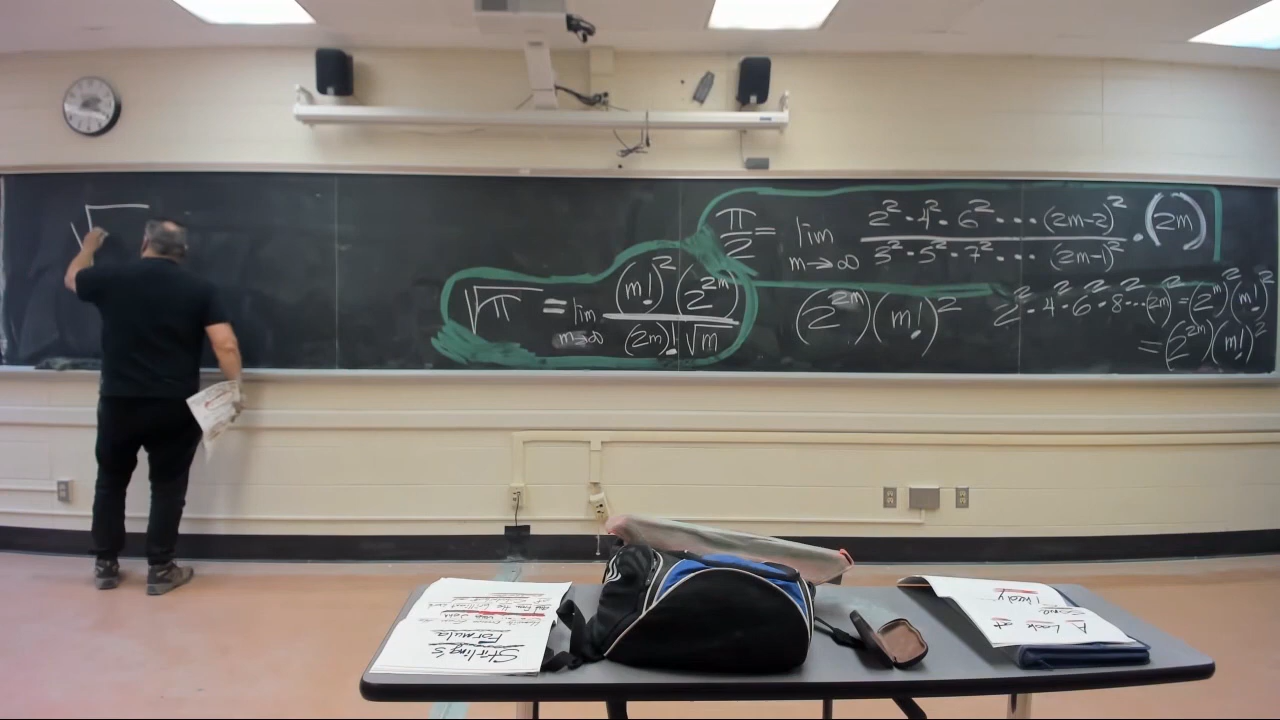 π/2 = lim m→∞ 2²·4²·6²···(2m-2)² / 3²·5²·7²···(2m-1)² · (2m)
√π = lim m→∞ (m!)²(2^2m) / (2m)! √m
(2^2m)(m!)²
2²·4²·6²·8²···(2m)² = (2^m)²(m!)²
= (2^2m)(m!)²
Stirling's
Formula
A Look at
Some